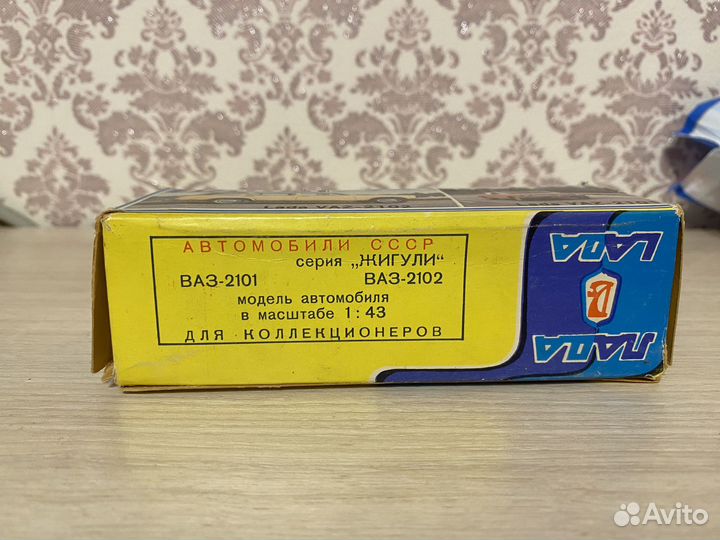 АВТОМОБИЛИ СССР
серия „ЖИГУЛИ“
ВАЗ-2101 ВАЗ-2102
модель автомобиля
в масштабе 1:43
ДЛЯ КОЛЛЕКЦИОНЕРОВ
LADA
ЛАДА
Avito